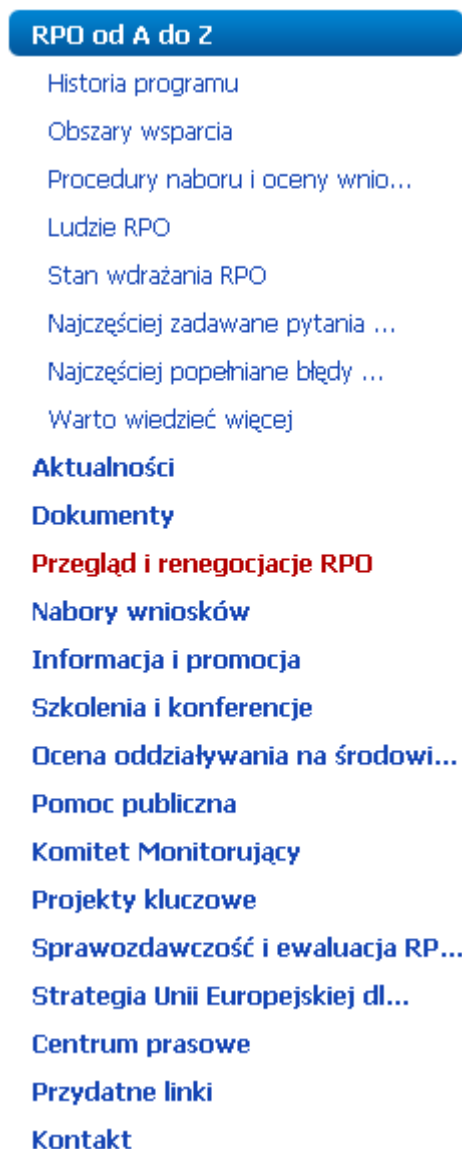 RPO od A do Z
Historia programu
Obszary wsparcia
Procedury naboru i oceny wnio...
Ludzie RPO
Stan wdrażania RPO
Najczęściej zadawane pytania ...
Najczęściej popełniane błędy ...
Warto wiedzieć więcej
Aktualności
Dokumenty
Przegląd i renegocjacje RPO
Nabory wniosków
Informacja i promocja
Szkolenia i konferencje
Ocena oddziaływania na środowi...
Pomoc publiczna
Komitet Monitorujący
Projekty kluczowe
Sprawozdawczość i ewaluacja RP...
Strategia Unii Europejskiej dl...
Centrum prasowe
Przydatne linki
Kontakt